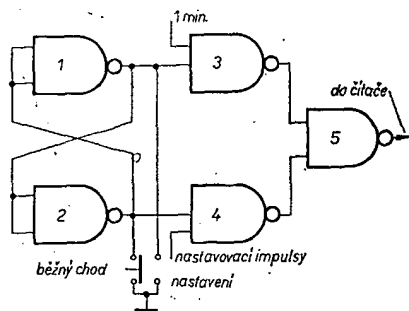 1 min.
1
3
do čítače
5
2
4
nastavovací impulsy
běžný chod
nastavení